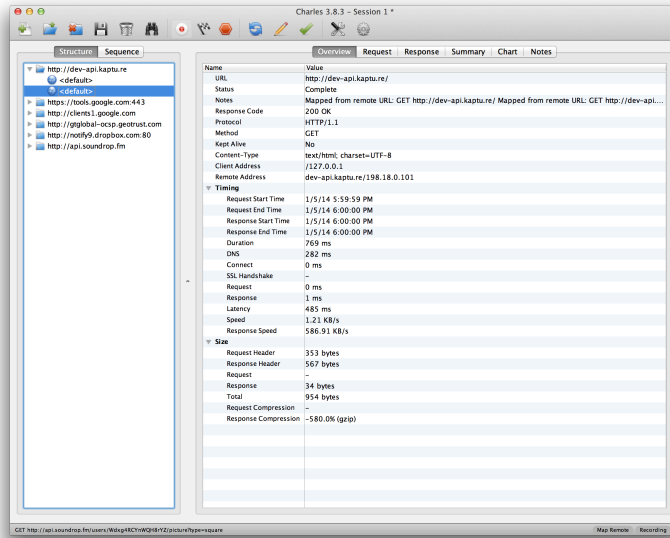 Charles 3.8.3 - Session 1 *
Structure Sequence
http://dev-api.kaptu.re
<default>
<default>
https://tools.google.com:443
http://clients1.google.com
http://gtglobal-ocsp.geotrust.com
http://notify9.dropbox.com:80
http://api.soundrop.fm
Overview Request Response Summary Chart Notes
Name Value
URL http://dev-api.kaptu.re/
Status Complete
Notes Mapped from remote URL: GET http://dev-api.kaptu.re/ Mapped from remote URL: GET http://dev-api....
Response Code 200 OK
Protocol HTTP/1.1
Method GET
Kept Alive No
Content-Type text/html; charset=UTF-8
Client Address /127.0.0.1
Remote Address dev-api.kaptu.re/198.18.0.101
Timing
Request Start Time 1/5/14 5:59:59 PM
Request End Time 1/5/14 6:00:00 PM
Response Start Time 1/5/14 6:00:00 PM
Response End Time 1/5/14 6:00:00 PM
Duration 769 ms
DNS 282 ms
Connect 0 ms
SSL Handshake -
Request 0 ms
Response 1 ms
Latency 485 ms
Speed 1.21 KB/s
Response Speed 586.91 KB/s
Size
Request Header 353 bytes
Response Header 567 bytes
Request -
Response 34 bytes
Total 954 bytes
Request Compression -
Response Compression -580.0% (gzip)
GET http://api.soundrop.fm/users/Wdxg4RCYnWQH8rYZ/picture?type=square Map Remote Recording